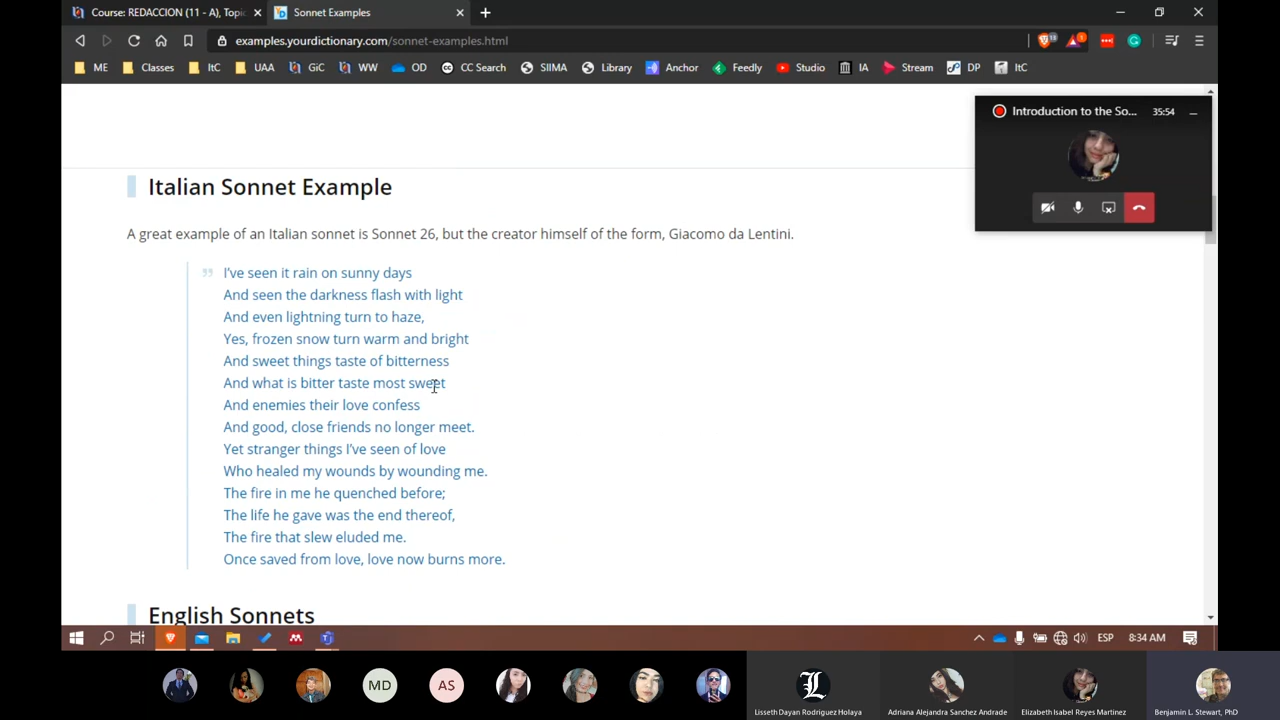 Course: REDACCION (11 - A), Topic
Sonnet Examples
examples.yourdictionary.com/sonnet-examples.html
18
1
ME
Classes
ItC
UAA
GiC
WW
OD
CC Search
SIIMA
Library
Anchor
Feedly
Studio
IA
Stream
DP
ItC
Introduction to the So...
35:54
Italian Sonnet Example
A great example of an Italian sonnet is Sonnet 26, but the creator himself of the form, Giacomo da Lentini.
I've seen it rain on sunny days
And seen the darkness flash with light
And even lightning turn to haze,
Yes, frozen snow turn warm and bright
And sweet things taste of bitterness
And what is bitter taste most sweet
And enemies their love confess
And good, close friends no longer meet.
Yet stranger things I've seen of love
Who healed my wounds by wounding me.
The fire in me he quenched before;
The life he gave was the end thereof,
The fire that slew eluded me.
Once saved from love, love now burns more.
English Sonnets
ESP
8:34 AM
MD
AS
L
Lisseth Dayan Rodriguez Holaya
Adriana Alejandra Sanchez Andrade
Elizabeth Isabel Reyes Martinez
Benjamin L. Stewart, PhD